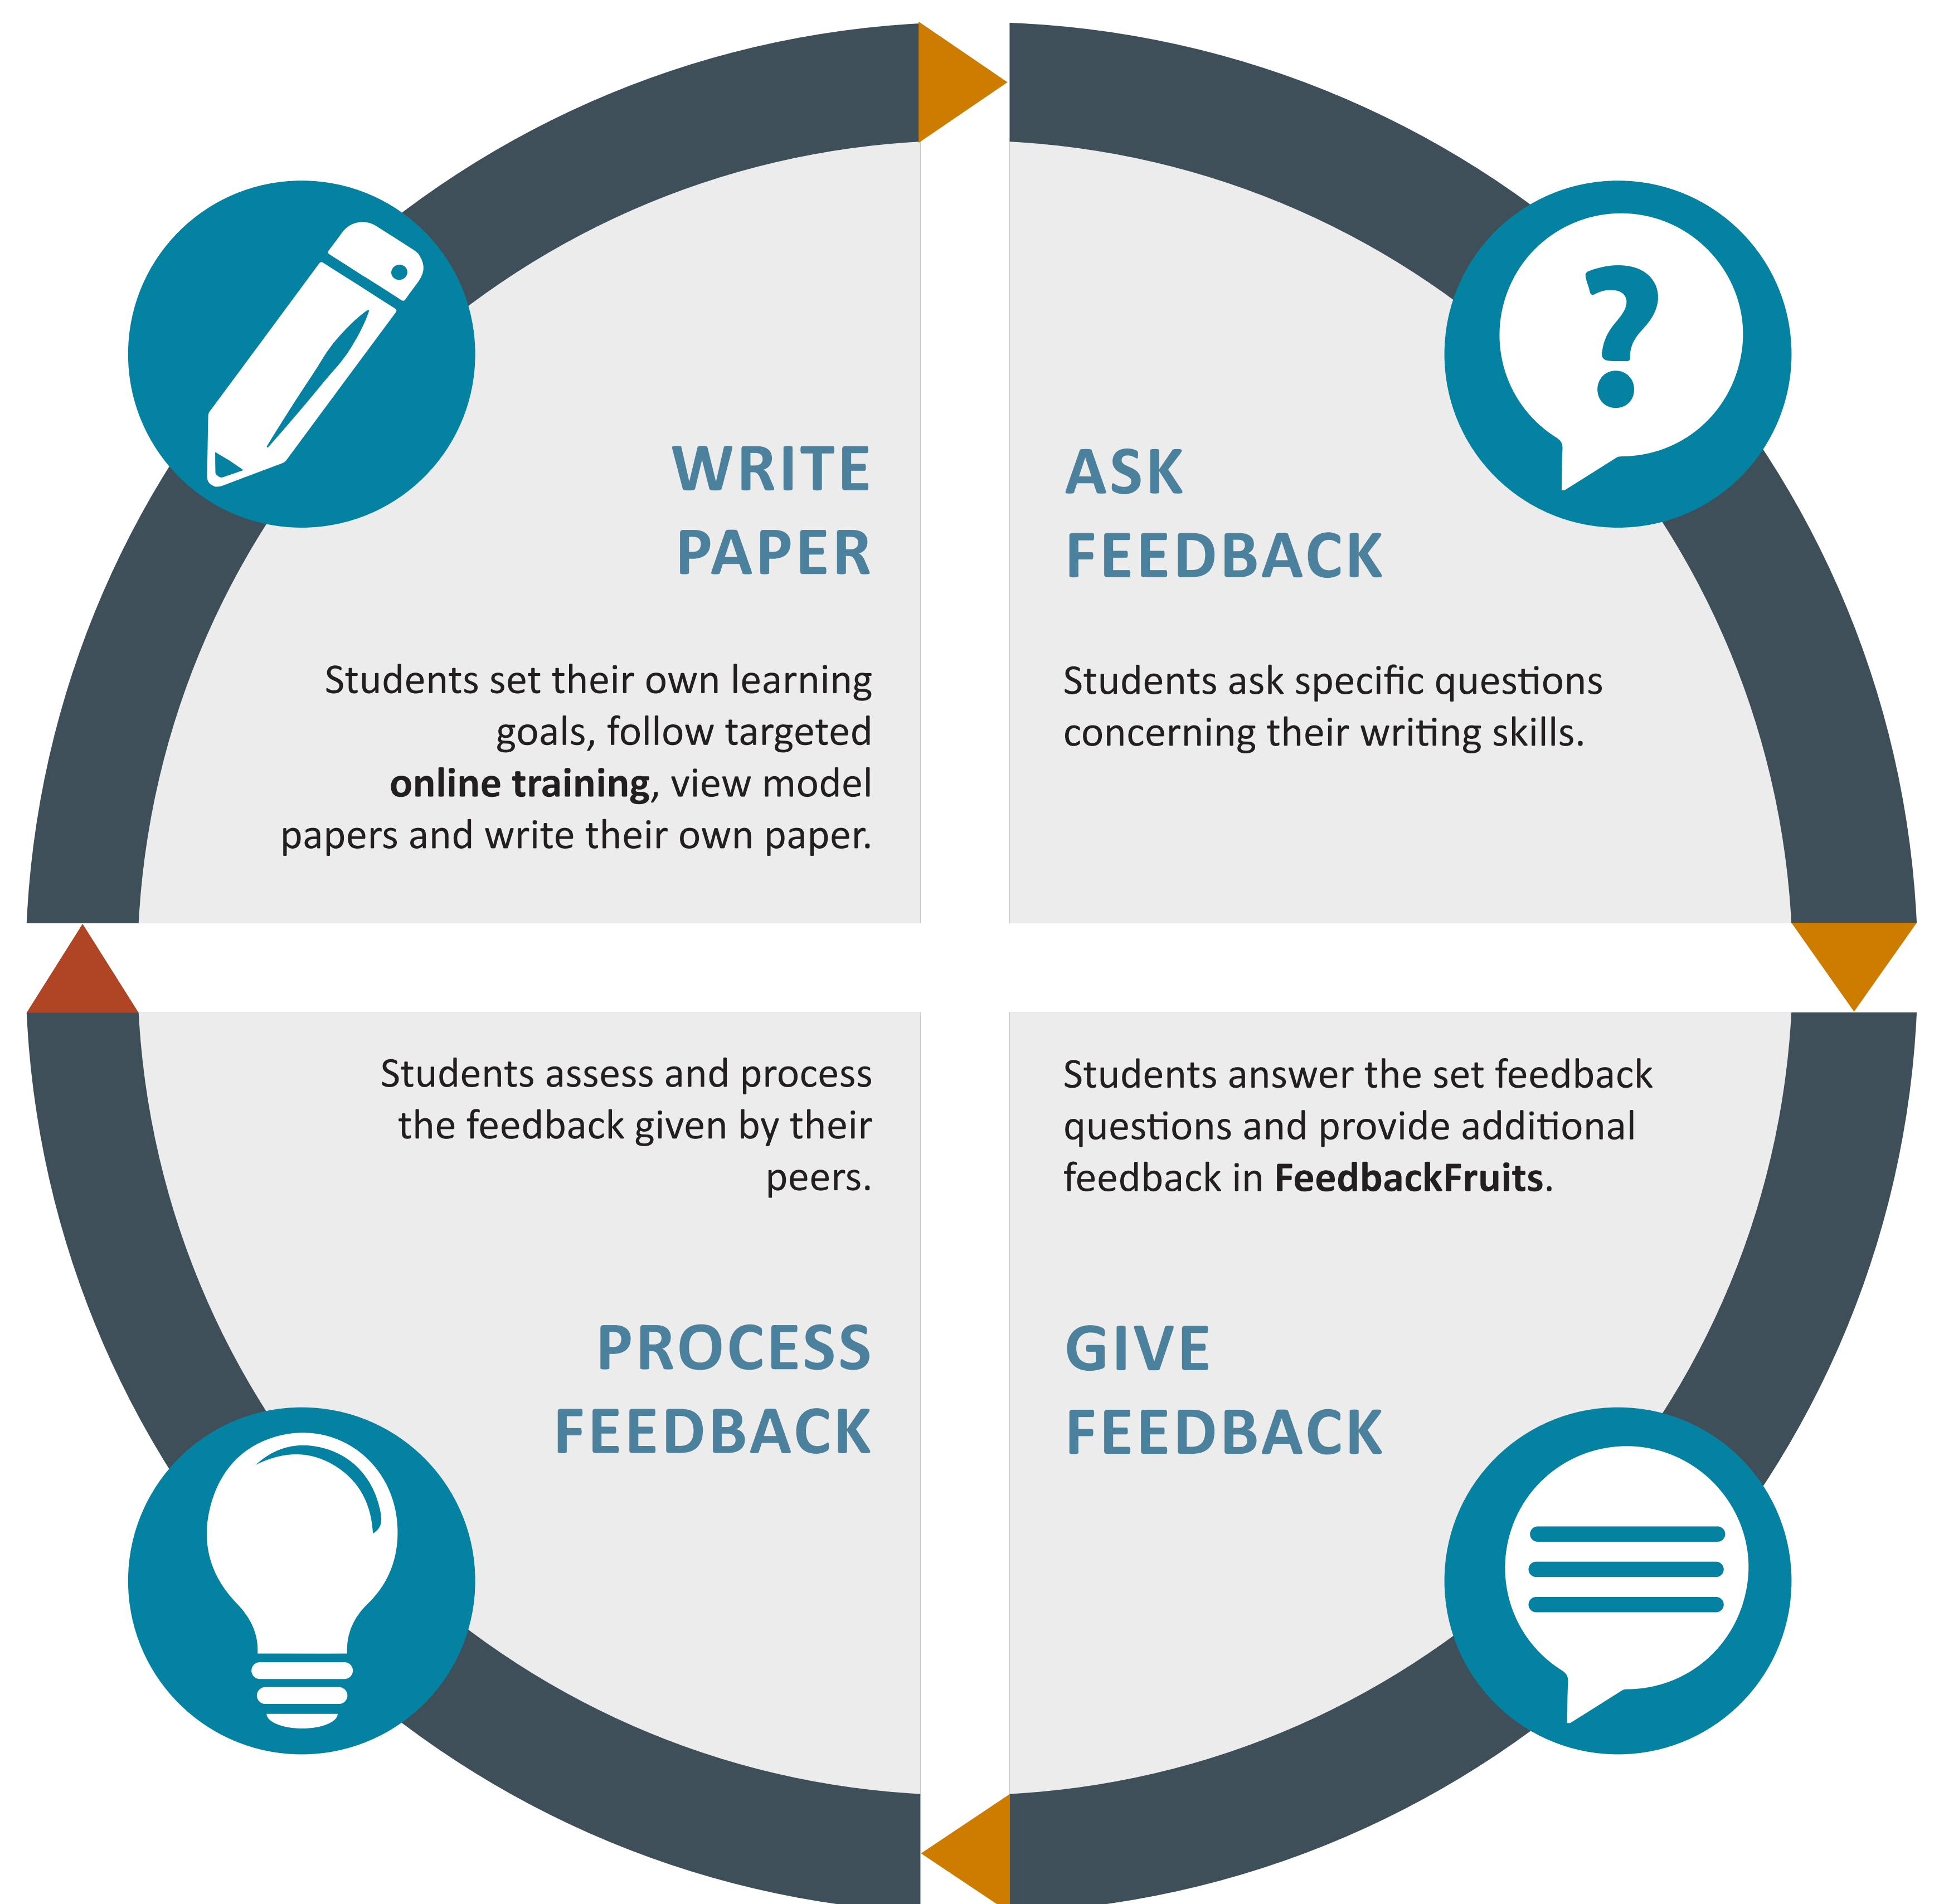 WRITE
PAPER
Students set their own learning
goals, follow targeted
online training, view model
papers and write their own paper.
ASK
FEEDBACK
Students ask specific questions
concerning their writing skills.
Students answer the set feedback
questions and provide additional
feedback in FeedbackFruits.
GIVE
FEEDBACK
Students assess and process
the feedback given by their
peers.
PROCESS
FEEDBACK
?